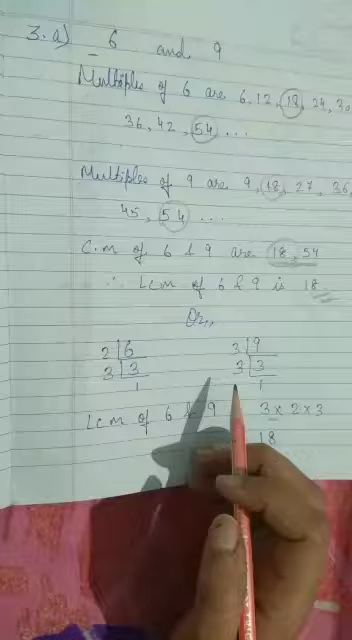 3. a) 6 and 9
Multiples of 6 are 6, 12, 18, 24, 30
36, 42, 54 ...
Multiples of 9 are 9, 18, 27, 36
45, 54 ...
C.M of 6 & 9 are 18, 54
∴ LCM of 6 & 9 is 18
Or,,
2 | 6 3 | 9
3 | 3 3 | 3
1 1
LCM of 6 & 9 3 × 2 × 3
18